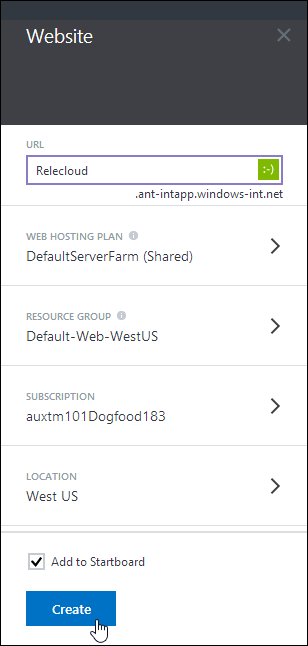 Website
URL
Relecloud
:-)
.ant-intapp.windows-int.net
WEB HOSTING PLAN
DefaultServerFarm (Shared)
RESOURCE GROUP
Default-Web-WestUS
SUBSCRIPTION
auxtm101Dogfood183
LOCATION
West US
Add to Startboard
Create